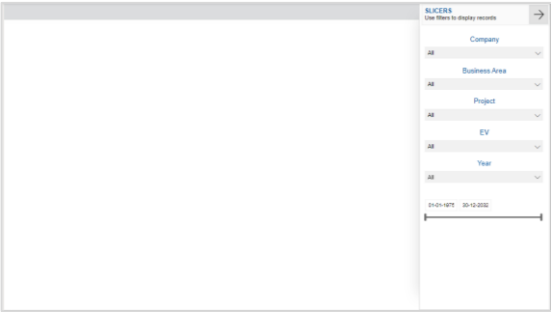 SLICERS
Use filters to display records
Company
All
Business Area
All
Project
All
EV
All
Year
All
01-01-1975 30-12-2032